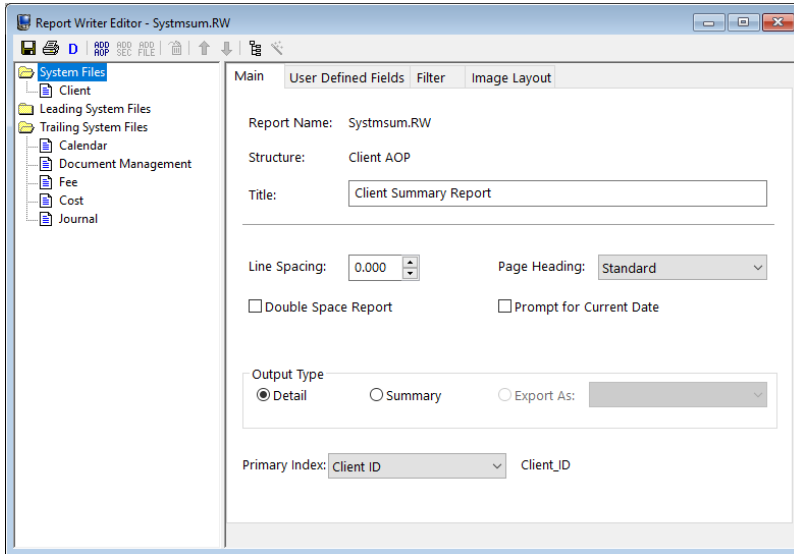 Report Writer Editor - Systmsum.RW
D ADD AOP ADD SEC ADD FILE
System Files
Client
Leading System Files
Trailing System Files
Calendar
Document Management
Fee
Cost
Journal
Main User Defined Fields Filter Image Layout
Report Name: Systmsum.RW
Structure: Client AOP
Title: Client Summary Report
Line Spacing: 0.000 Page Heading: Standard
Double Space Report Prompt for Current Date
Output Type
Detail Summary Export As:
Primary Index: Client ID Client_ID